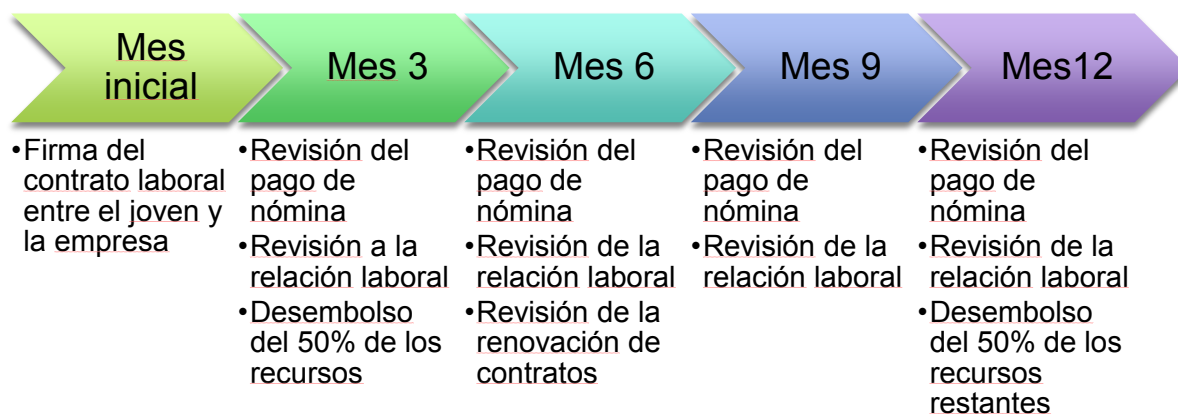 Mes
inicial
Mes 3
Mes 6
Mes 9
Mes12
•Firma del
contrato laboral
entre el joven y
la empresa
•Revisión del
pago de
nómina
•Revisión a la
relación laboral
•Desembolso
del 50% de los
recursos
•Revisión del
pago de
nómina
•Revisión de la
relación laboral
•Revisión de la
renovación de
contratos
•Revisión del
pago de
nómina
•Revisión de la
relación laboral
•Revisión del
pago de
nómina
•Revisión de la
relación laboral
•Desembolso
del 50% de los
recursos
restantes